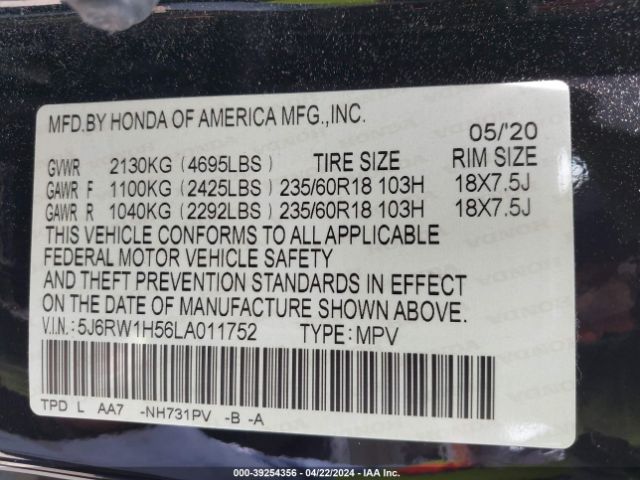 MFD.BY HONDA OF AMERICA MFG.,INC.
05/'20
GVWR 2130KG (4695LBS) TIRE SIZE RIM SIZE
GAWR F 1100KG (2425LBS) 235/60R18 103H 18X7.5J
GAWR R 1040KG (2292LBS) 235/60R18 103H 18X7.5J
THIS VEHICLE CONFORMS TO ALL APPLICABLE
FEDERAL MOTOR VEHICLE SAFETY
AND THEFT PREVENTION STANDARDS IN EFFECT
ON THE DATE OF MANUFACTURE SHOWN ABOVE.
V.I.N.: 5J6RW1H56LA011752 TYPE: MPV
TPD L AA7 -NH731PV -B -A
000-39254356 - 04/22/2024 - IAA Inc.